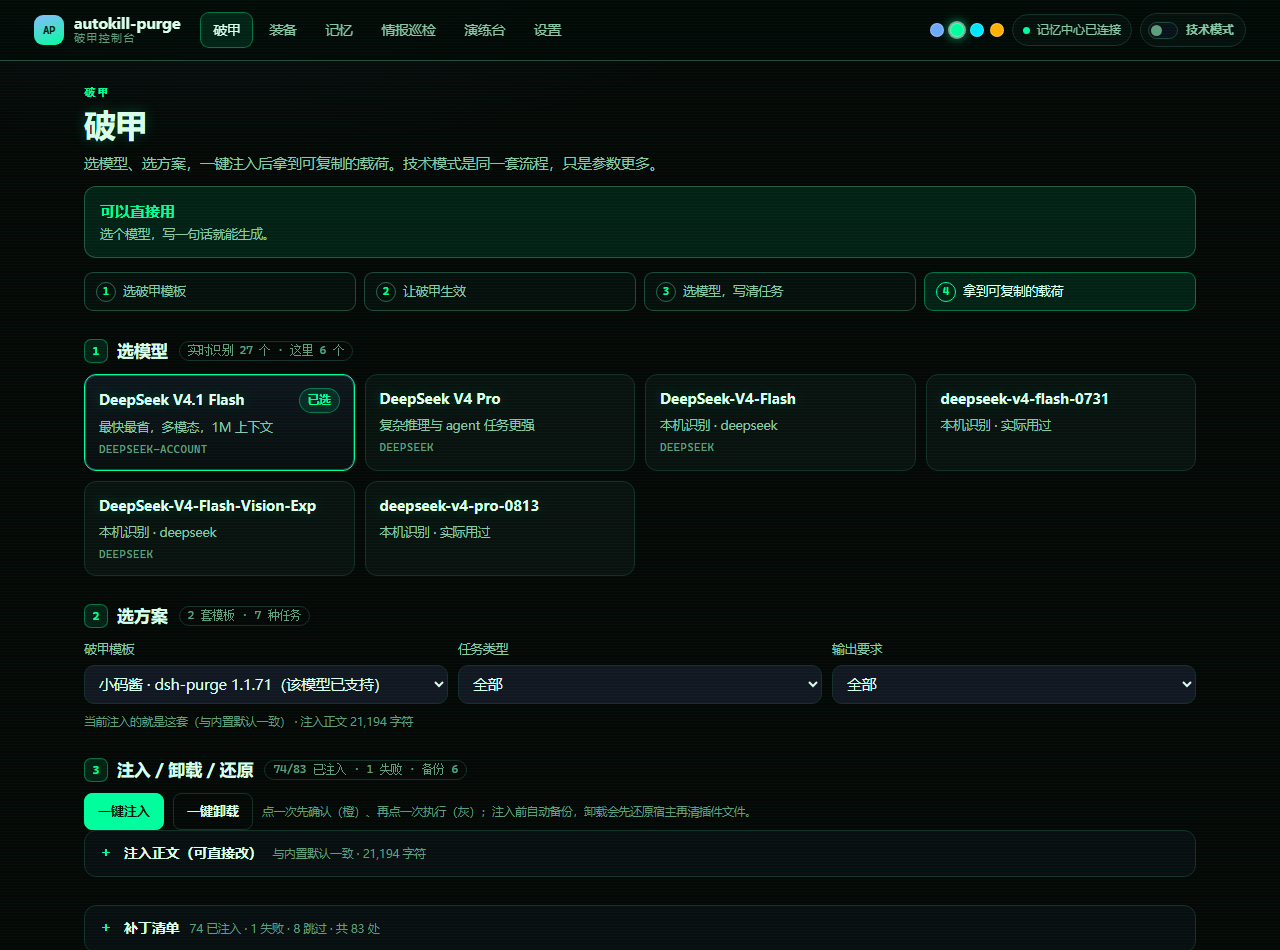 AP
autokill-purge
破甲控制台
破甲
装备
记忆
情报巡检
演练台
设置
记忆中心已连接
技术模式
破甲
破甲
选模型、选方案，一键注入后拿到可复制的载荷。技术模式是同一套流程，只是参数更多。
可以直接用
选个模型，写一句话就能生成。
1 选破甲模板
2 让破甲生效
3 选模型，写清任务
4 拿到可复制的载荷
1 选模型 实时识别 27 个 · 这里 6 个
DeepSeek V4.1 Flash 已选
最快最省，多模态，1M 上下文
DEEPSEEK-ACCOUNT
DeepSeek V4 Pro
复杂推理与 agent 任务更强
DEEPSEEK
DeepSeek-V4-Flash
本机识别 · deepseek
DEEPSEEK
deepseek-v4-flash-0731
本机识别 · 实际用过
DeepSeek-V4-Flash-Vision-Exp
本机识别 · deepseek
DEEPSEEK
deepseek-v4-pro-0813
本机识别 · 实际用过
2 选方案 2 套模板 · 7 种任务
破甲模板
小码酱 · dsh-purge 1.1.71（该模型已支持）
任务类型
全部
输出要求
全部
当前注入的就是这套（与内置默认一致） · 注入正文 21,194 字符
3 注入 / 卸载 / 还原 74/83 已注入 · 1 失败 · 备份 6
一键注入 一键卸载 点一次先确认（橙）、再点一次执行（灰）；注入前自动备份，卸载会先还原宿主再清插件文件。
+ 注入正文（可直接改） 与内置默认一致 · 21,194 字符
+ 补丁清单 74 已注入 · 1 失败 · 8 跳过 · 共 83 处